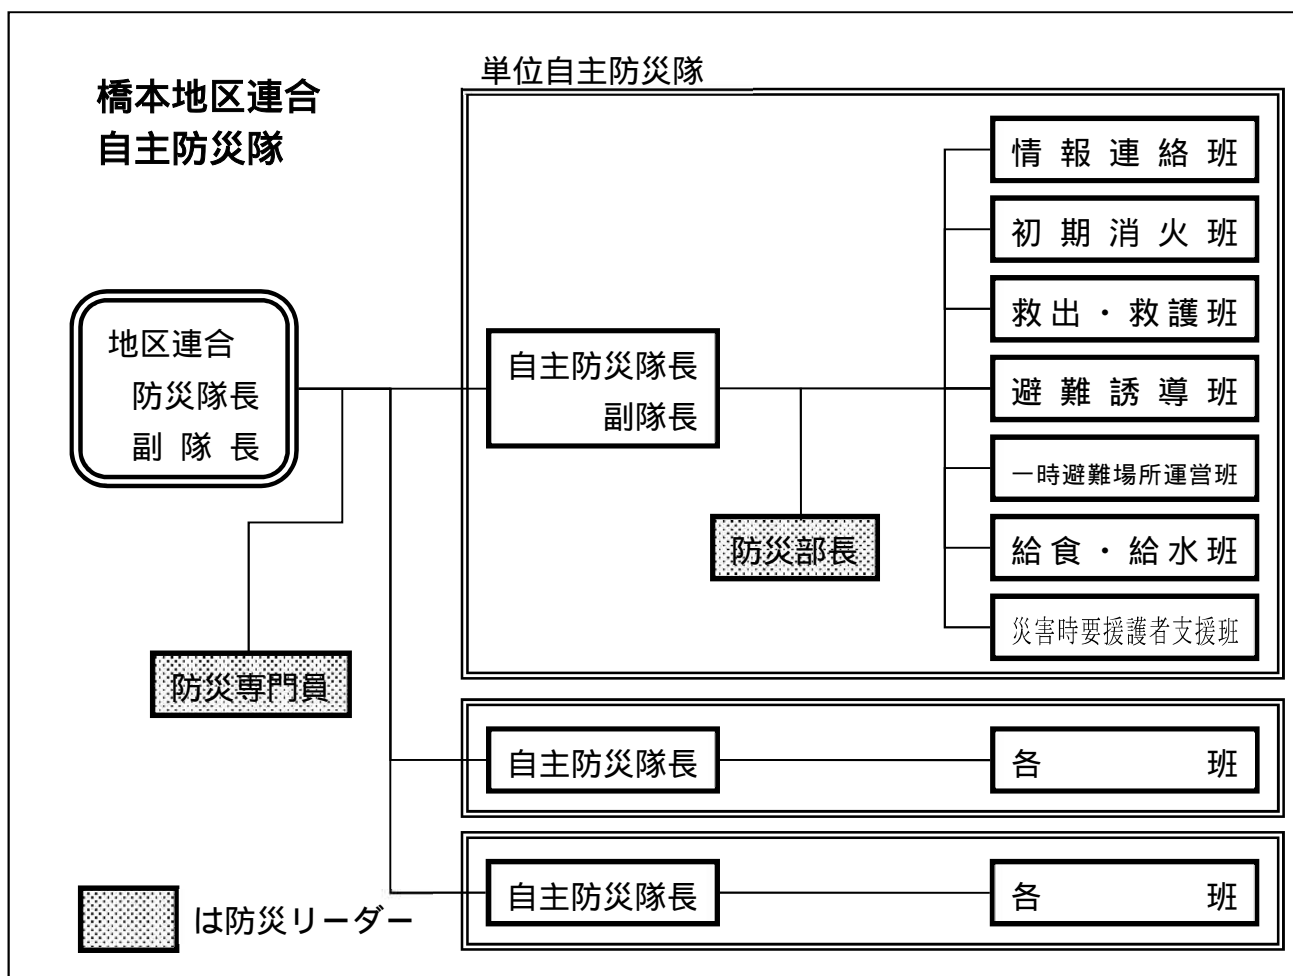 橋本地区連合
自主防災隊
単位自主防災隊
地区連合
防災隊長
副隊長
防災専門員
自主防災隊長
副隊長
防災部長
情報連絡班
初期消火班
救出・救護班
避難誘導班
一時避難場所運営班
給食・給水班
災害時要援護者支援班
自主防災隊長
各班
自主防災隊長
各班
は防災リーダー